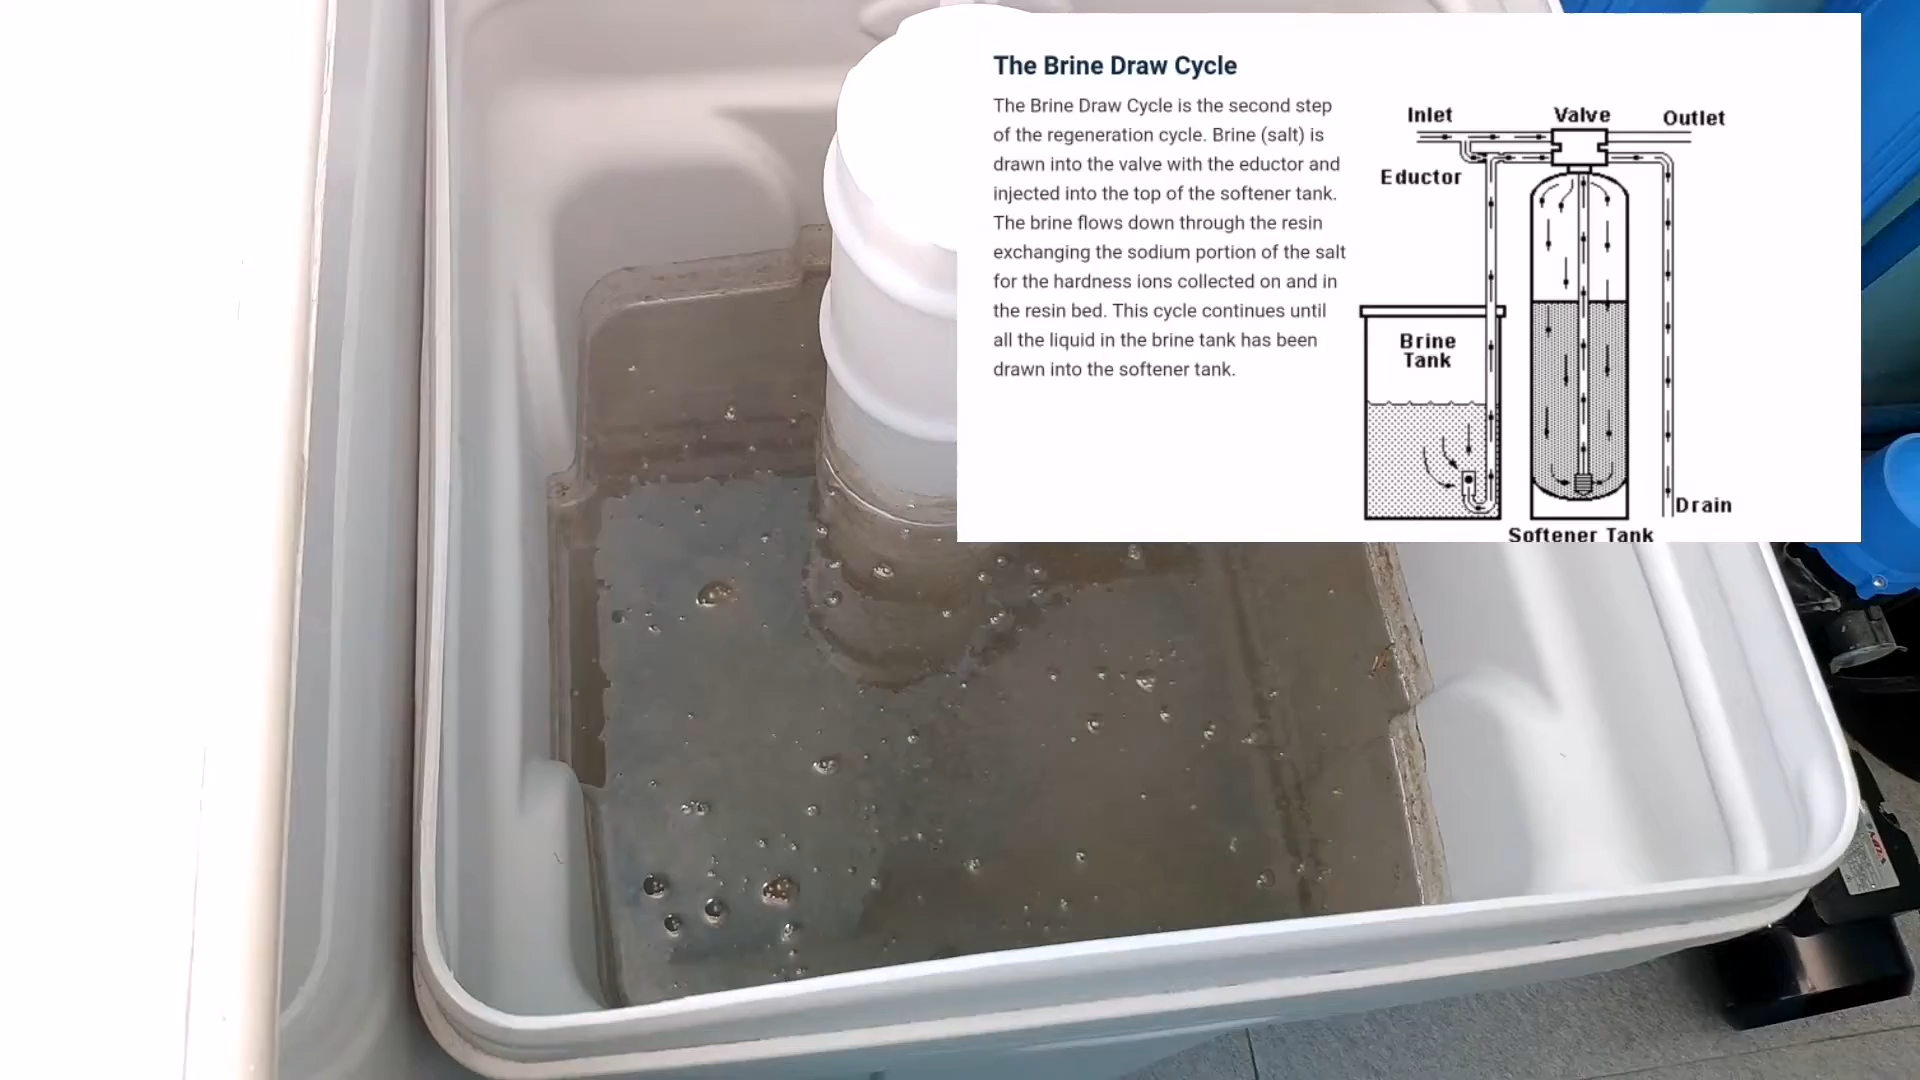 The Brine Draw Cycle
The Brine Draw Cycle is the second step
of the regeneration cycle. Brine (salt) is
drawn into the valve with the eductor and
injected into the top of the softener tank.
The brine flows down through the resin
exchanging the sodium portion of the salt
for the hardness ions collected on and in
the resin bed. This cycle continues until
all the liquid in the brine tank has been
drawn into the softener tank.
Inlet
Valve
Outlet
Eductor
Brine
Tank
Drain
Softener Tank